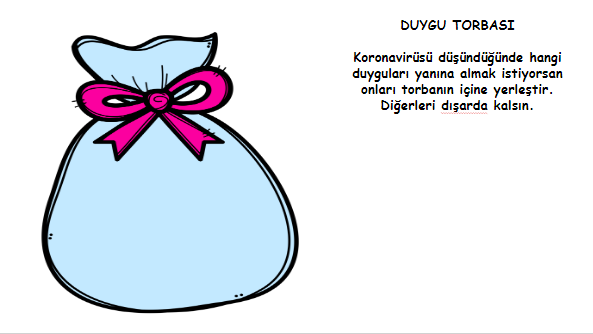 DUYGU TORBASI
Koronavirüsü düşündüğünde hangi
duyguları yanına almak istiyorsan
onları torbanın içine yerleştir.
Diğerleri dışarda kalsın.